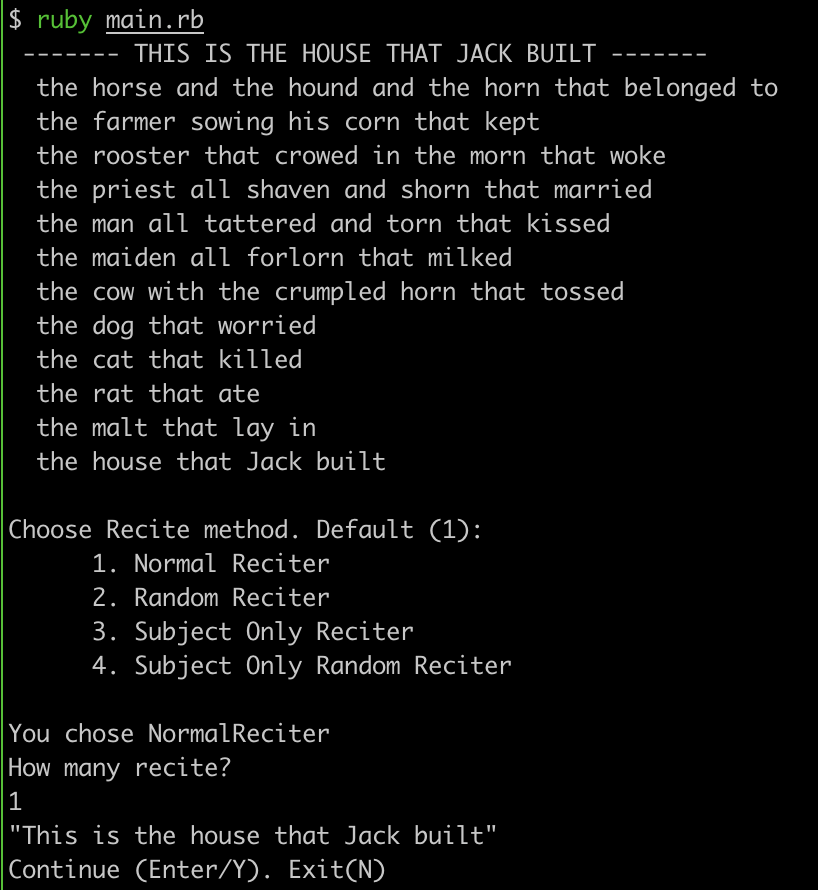 $ ruby main.rb
------- THIS IS THE HOUSE THAT JACK BUILT -------
the horse and the hound and the horn that belonged to
the farmer sowing his corn that kept
the rooster that crowed in the morn that woke
the priest all shaven and shorn that married
the man all tattered and torn that kissed
the maiden all forlorn that milked
the cow with the crumpled horn that tossed
the dog that worried
the cat that killed
the rat that ate
the malt that lay in
the house that Jack built
Choose Recite method. Default (1):
1. Normal Reciter
2. Random Reciter
3. Subject Only Reciter
4. Subject Only Random Reciter
You chose NormalReciter
How many recite?
1
"This is the house that Jack built"
Continue (Enter/Y). Exit(N)